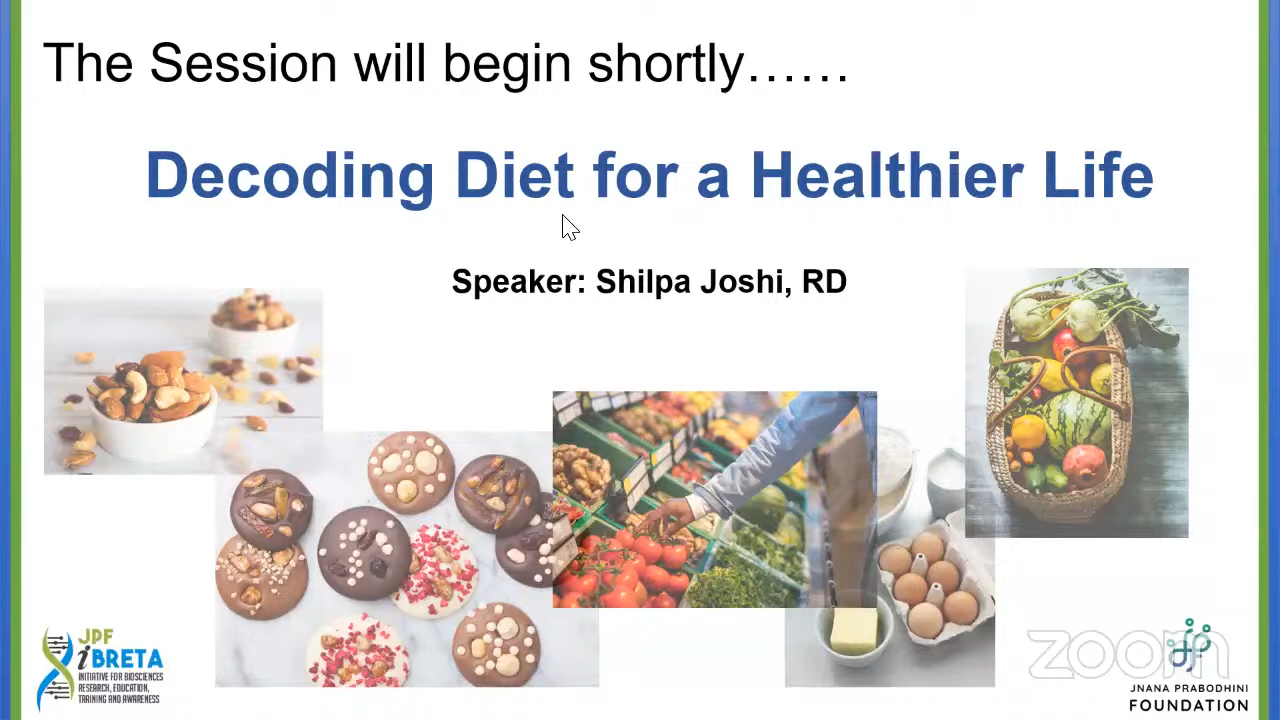 The Session will begin shortly……
Decoding Diet for a Healthier Life
Speaker: Shilpa Joshi, RD
JPF
iBRETA
INITIATIVE FOR BIOSCIENCES
RESEARCH, EDUCATION,
TRAINING AND AWARENESS
zoom
JNANA PRABODHINI
FOUNDATION